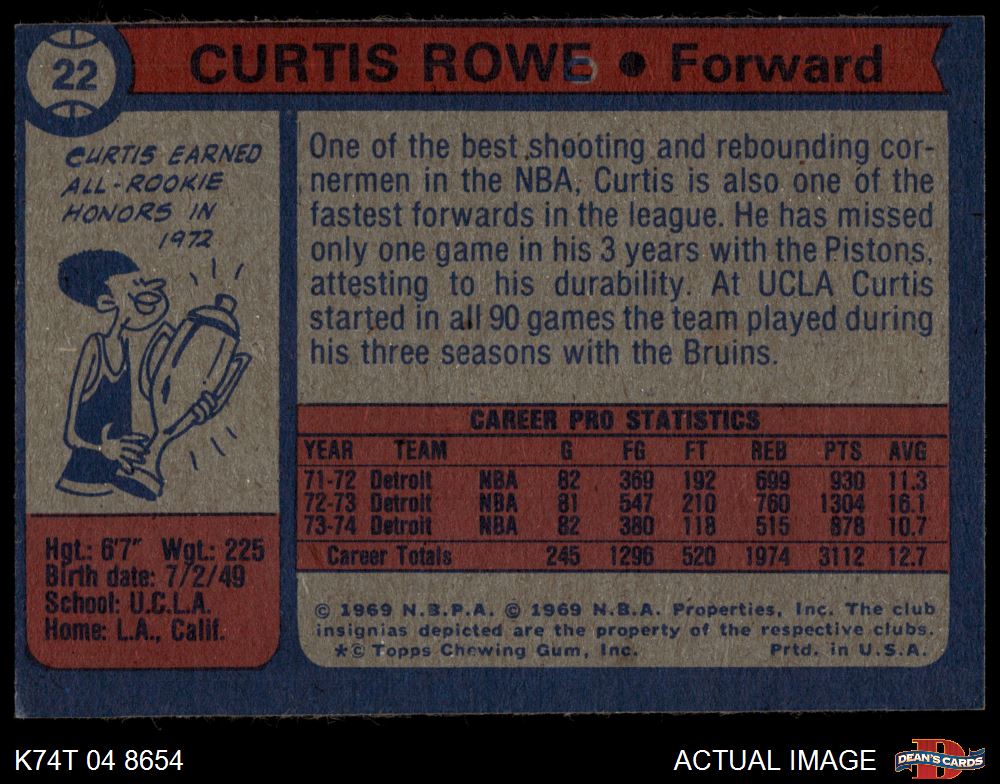 22
CURTIS ROWE ● Forward
CURTIS EARNED
ALL-ROOKIE
HONORS IN
1972
One of the best shooting and rebounding cor-
nermen in the NBA, Curtis is also one of the
fastest forwards in the league. He has missed
only one game in his 3 years with the Pistons,
attesting to his durability. At UCLA Curtis
started in all 90 games the team played during
his three seasons with the Bruins.
CAREER PRO STATISTICS
YEAR TEAM G FG FT REB PTS AVG
71-72 Detroit NBA 82 369 192 699 930 11.3
72-73 Detroit NBA 81 547 210 760 1304 16.1
73-74 Detroit NBA 82 380 118 515 878 10.7
Career Totals 245 1296 520 1974 3112 12.7
Hgt.: 6'7" Wgt.: 225
Birth date: 7/2/49
School: U.C.L.A.
Home: L.A., Calif.
© 1969 N.B.P.A. © 1969 N.B.A. Properties, Inc. The club
insignias depicted are the property of the respective clubs.
*© Topps Chewing Gum, Inc. Prtd. in U.S.A.
K74T 04 8654
ACTUAL IMAGE
D
DEAN'S CARDS